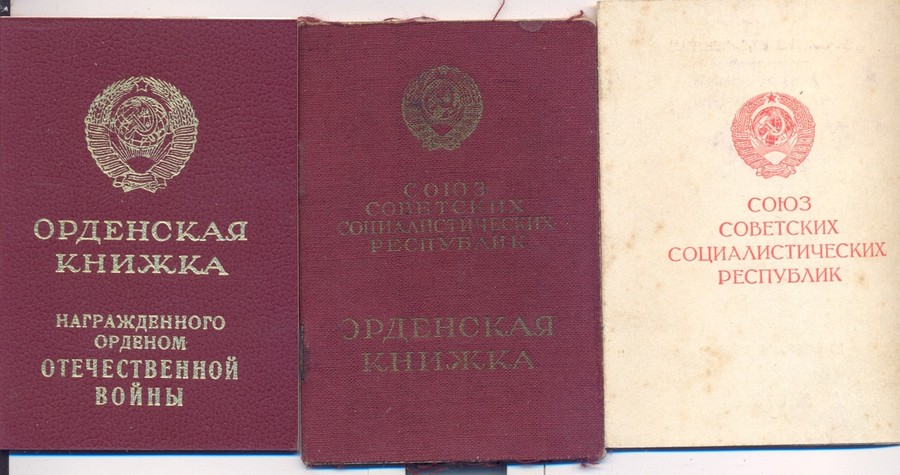 ОРДЕНСКАЯ
КНИЖКА
НАГРАЖДЕННОГО
ОРДЕНОМ
ОТЕЧЕСТВЕННОЙ
ВОЙНЫ
СОЮЗ
СОВЕТСКИХ
СОЦИАЛИСТИЧЕСКИХ
РЕСПУБЛИК
ОРДЕНСКАЯ
КНИЖКА
СОЮЗ
СОВЕТСКИХ
СОЦИАЛИСТИЧЕСКИХ
РЕСПУБЛИК